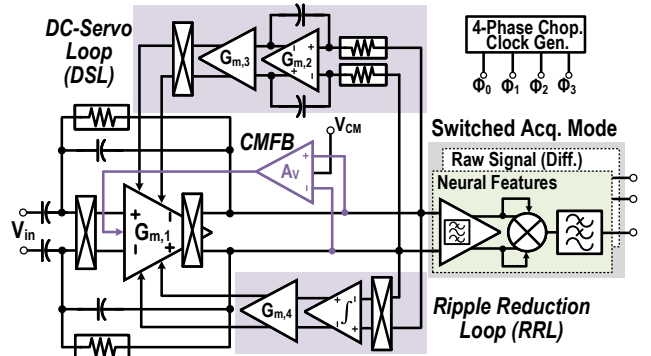 DC-Servo
Loop
(DSL)
Gm,3
Gm,2
+
-
+
-
4-Phase Chop.
Clock Gen.
Φ0
Φ1
Φ2
Φ3
CMFB
VCM
AV
+
-
Switched Acq. Mode
Raw Signal (Diff.)
Neural Features
Vin
+
-
-
+
Gm,1
Gm,4
∫
+
-
-
+
Ripple Reduction
Loop (RRL)